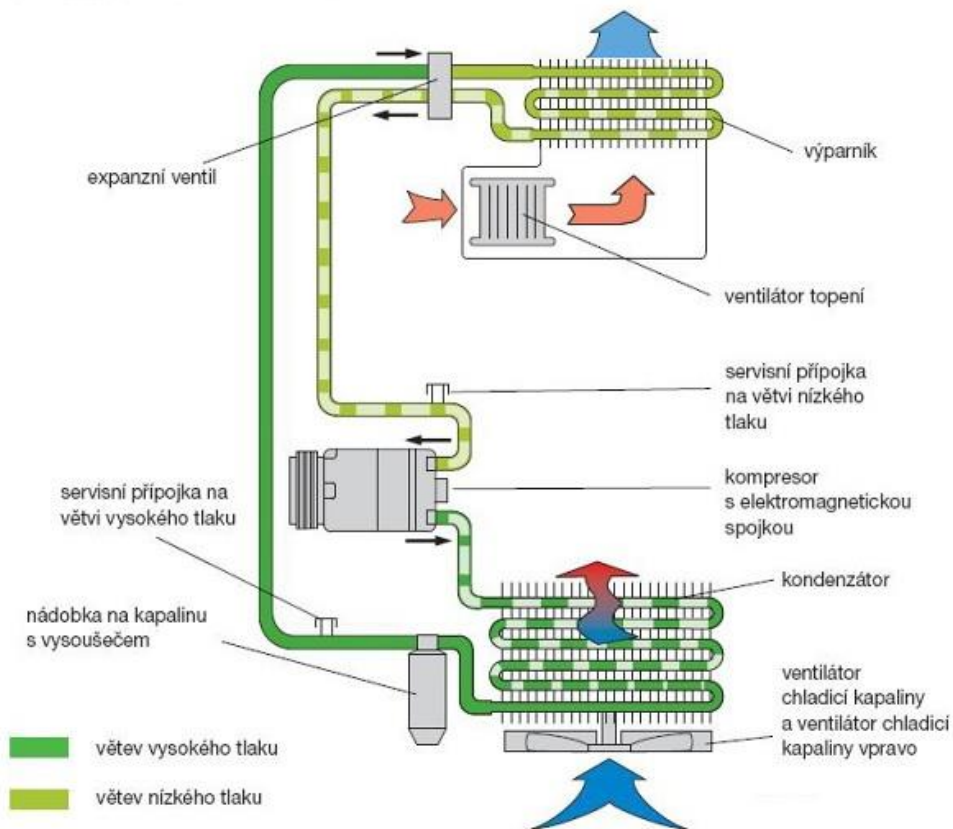 expanzní ventil
výparník
ventilátor topení
servisní přípojka
na větvi nízkého
tlaku
servisní přípojka na
větvi vysokého tlaku
kompresor
s elektromagnetickou
spojkou
kondenzátor
nádobka na kapalinu
s vysoušečem
ventilátor
chladicí kapaliny
a ventilátor chladicí
kapaliny vpravo
větev vysokého tlaku
větev nízkého tlaku